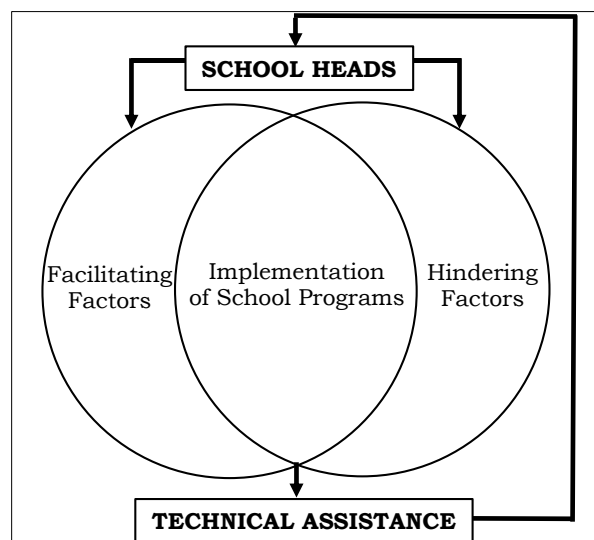 SCHOOL HEADS
Facilitating
Factors
Implementation
of School Programs
Hindering
Factors
TECHNICAL ASSISTANCE